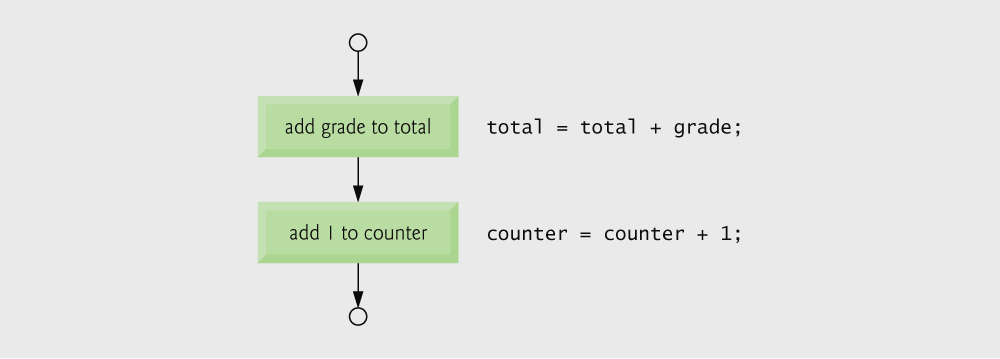 add grade to total
total = total + grade;
add 1 to counter
counter = counter + 1;